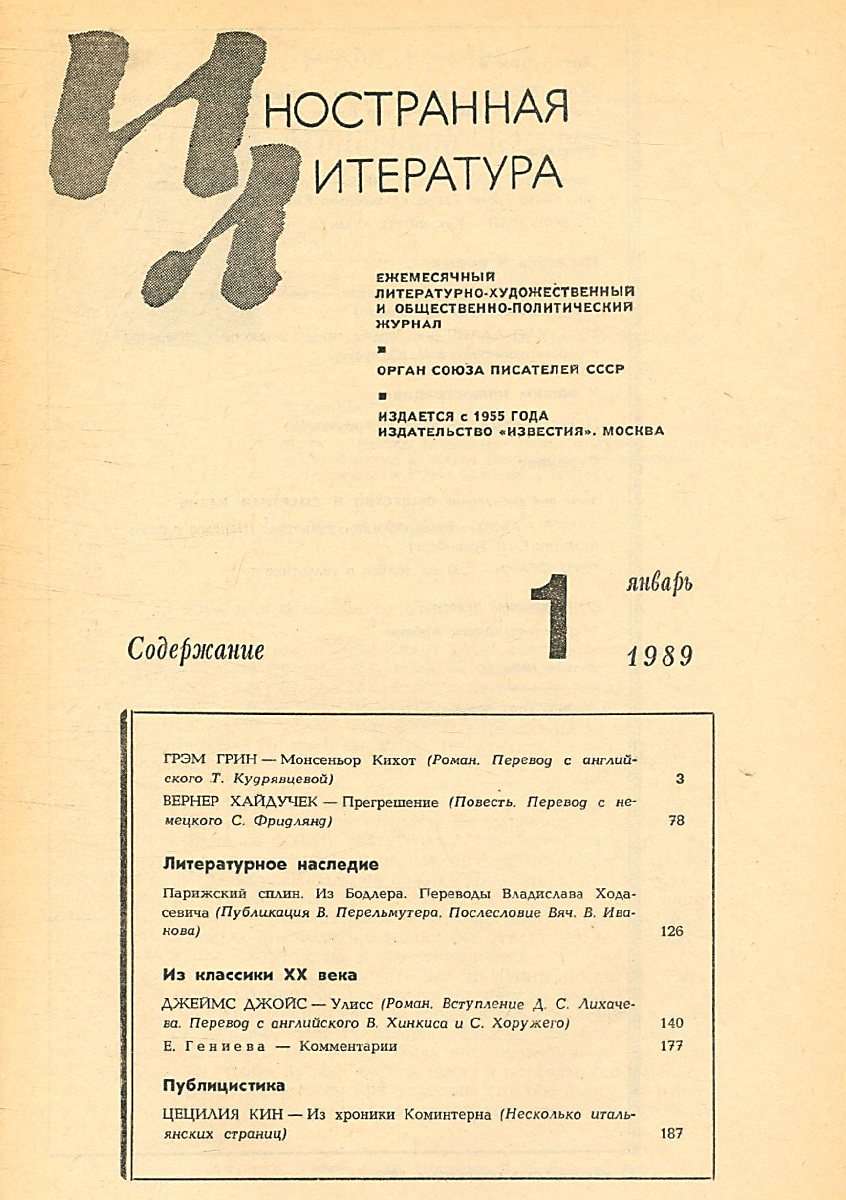 ИНОСТРАННАЯ
ЛИТЕРАТУРА
ЕЖЕМЕСЯЧНЫЙ
ЛИТЕРАТУРНО-ХУДОЖЕСТВЕННЫЙ
И ОБЩЕСТВЕННО-ПОЛИТИЧЕСКИЙ
ЖУРНАЛ
ОРГАН СОЮЗА ПИСАТЕЛЕЙ СССР
ИЗДАЕТСЯ с 1955 ГОДА
ИЗДАТЕЛЬСТВО «ИЗВЕСТИЯ». МОСКВА
1 январь
Содержание 1989
ГРЭМ ГРИН — Монсеньор Кихот (Роман. Перевод с англий-
ского Т. Кудрявцевой) 3
ВЕРНЕР ХАЙДУЧЕК — Прегрешение (Повесть. Перевод с не-
мецкого С. Фридлянд) 78
Литературное наследие
Парижский сплин. Из Бодлера. Переводы Владислава Хода-
севича (Публикация В. Перельмутера. Послесловие Вяч. В. Ива-
нова) 126
Из классики XX века
ДЖЕЙМС ДЖОЙС — Улисс (Роман. Вступление Д. С. Лихаче-
ва. Перевод с английского В. Хинкиса и С. Хоружего) 140
Е. Гениева — Комментарии 177
Публицистика
ЦЕЦИЛИЯ КИН — Из хроники Коминтерна (Несколько италь-
янских страниц) 187